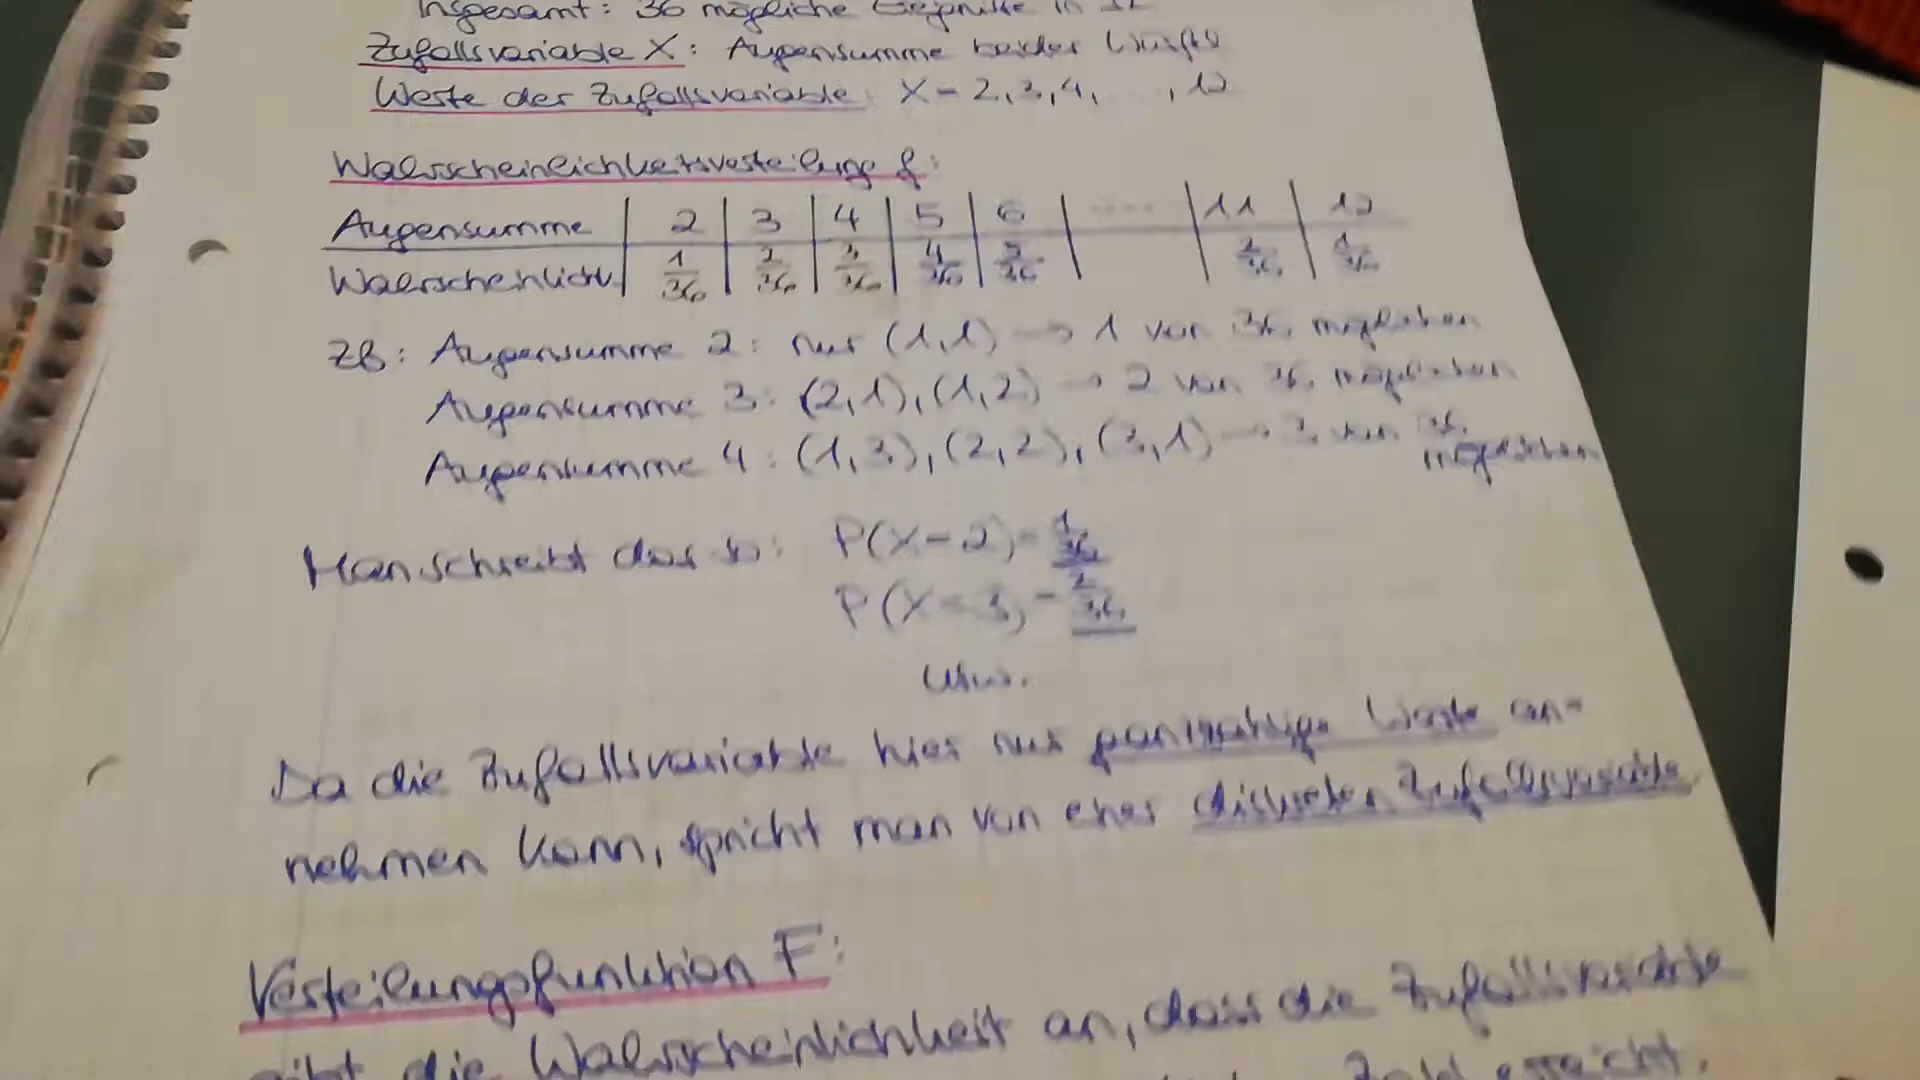 Insgesamt: 36 mögliche Ergebnisse in Ω
Zufallsvariable X: Augensumme beider Würfel
Werte der Zufallsvariable: X = 2, 3, 4, ..., 12
Wahrscheinlichkeitsverteilung f:
Augensumme | 2 | 3 | 4 | 5 | 6 | ..... | 11 | 12
Wahrscheinlichk. | 1/36 | 2/36 | 3/36 | 4/36 | 5/36 | | 2/36 | 1/36
ZB: Augensumme 2: nur (1,1) → 1 von 36 möglichen
Augensumme 3: (2,1), (1,2) → 2 von 36 möglichen
Augensumme 4: (1,3), (2,2), (3,1) → 3 von 36 möglichen
Man schreibt das so: P(X=2) = 1/36
P(X=3) = 2/36
usw.
Da die Zufallsvariable hier nur ganzzahlige Werte an-
nehmen kann, spricht man von einer diskreten Zufallsvariable.
Verteilungsfunktion F:
gibt die Wahrscheinlichkeit an, dass die Zufallsvariable
Zahl erreicht.